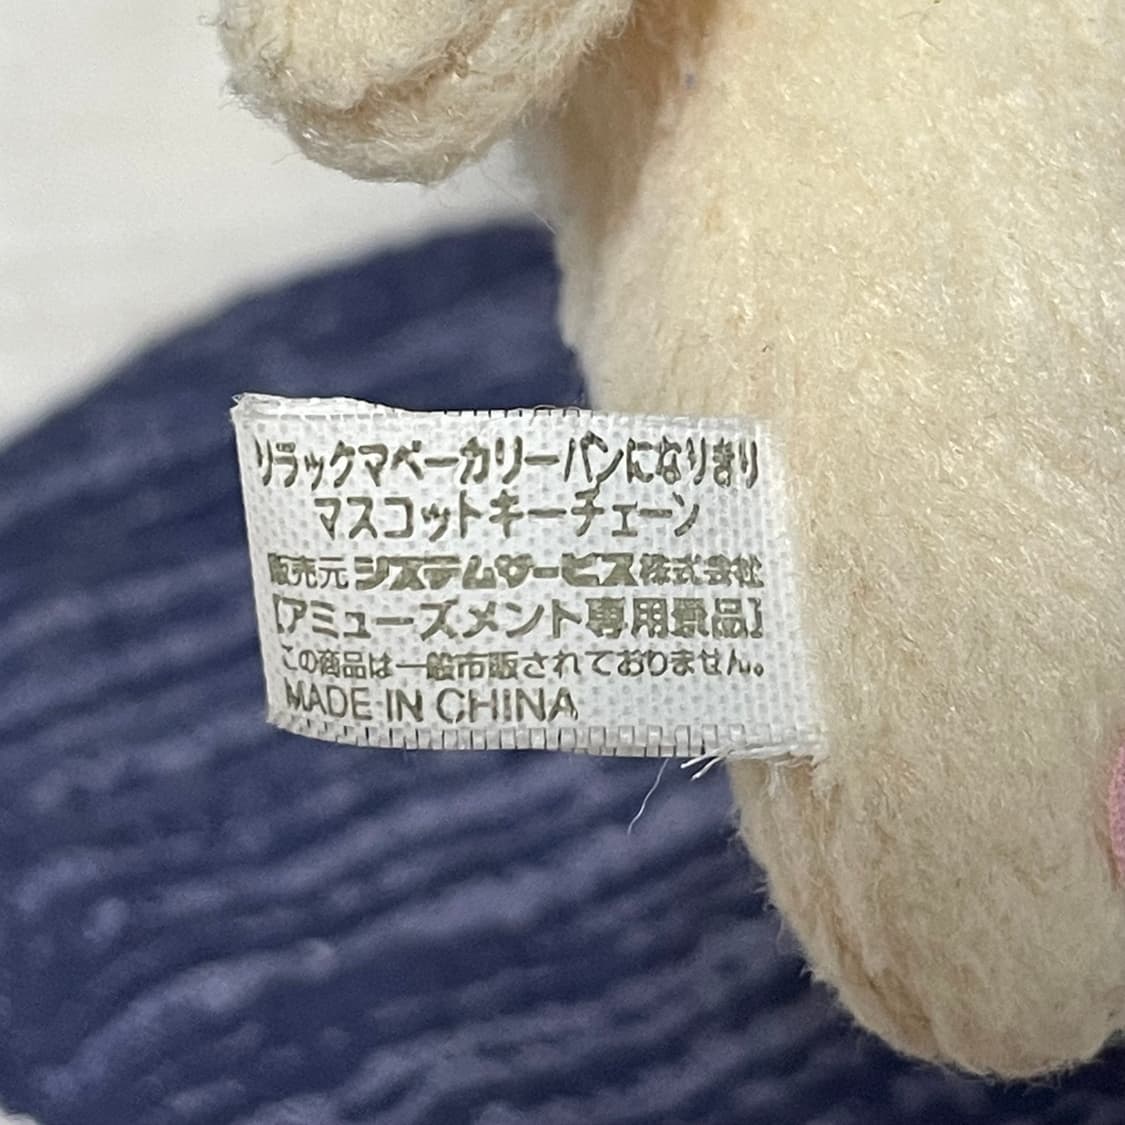 リラックマベーカリーパンになりきり
マスコットキーチェーン
販売元 システムサービス株式会社
【アミューズメント専用景品】
この商品は一般市販されておりません。
MADE IN CHINA